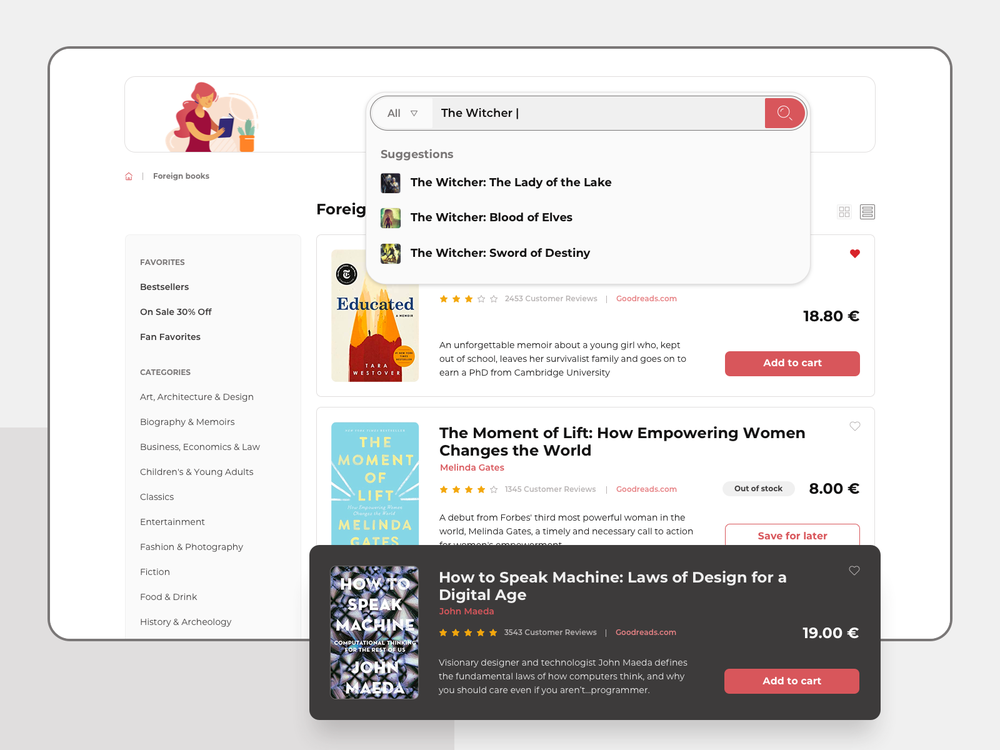 All
The Witcher |
Suggestions
The Witcher: The Lady of the Lake
The Witcher: Blood of Elves
The Witcher: Sword of Destiny
| Foreign books
Foreig
FAVORITES
Bestsellers
On Sale 30% Off
Fan Favorites
CATEGORIES
Art, Architecture & Design
Biography & Memoirs
Business, Economics & Law
Children's & Young Adults
Classics
Entertainment
Fashion & Photography
Fiction
Food & Drink
History & Archeology
Educated
A MEMOIR
TARA
WESTOVER
2453 Customer Reviews | Goodreads.com
18.80 €
An unforgettable memoir about a young girl who, kept
out of school, leaves her survivalist family and goes on to
earn a PhD from Cambridge University
Add to cart
THE
MOMENT
OF
LIFT
How Empowering Women
Changes the World
MELINDA
GATES
The Moment of Lift: How Empowering Women
Changes the World
Melinda Gates
1345 Customer Reviews | Goodreads.com
Out of stock
8.00 €
A debut from Forbes' third most powerful woman in the
world, Melinda Gates, a timely and necessary call to action
for women's empowerment
Save for later
HOW TO
SPEAK
MACHINE
COMPUTATIONAL THINKING
FOR THE REST OF US
JOHN
MAEDA
How to Speak Machine: Laws of Design for a
Digital Age
John Maeda
3543 Customer Reviews | Goodreads.com
19.00 €
Visionary designer and technologist John Maeda defines
the fundamental laws of how computers think, and why
you should care even if you aren't...programmer.
Add to cart